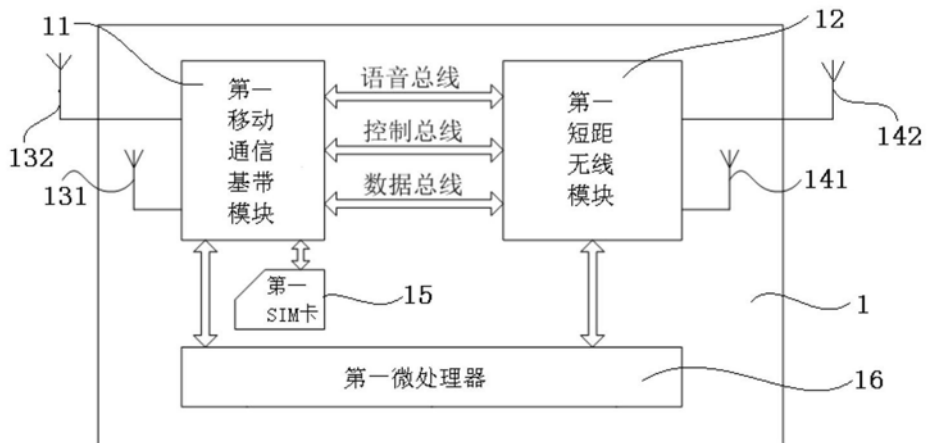 11
12
132
131
第一
移动
通信
基带
模块
语音总线
控制总线
数据总线
第一
短距
无线
模块
142
141
第一
SIM卡
15
1
第一微处理器
16